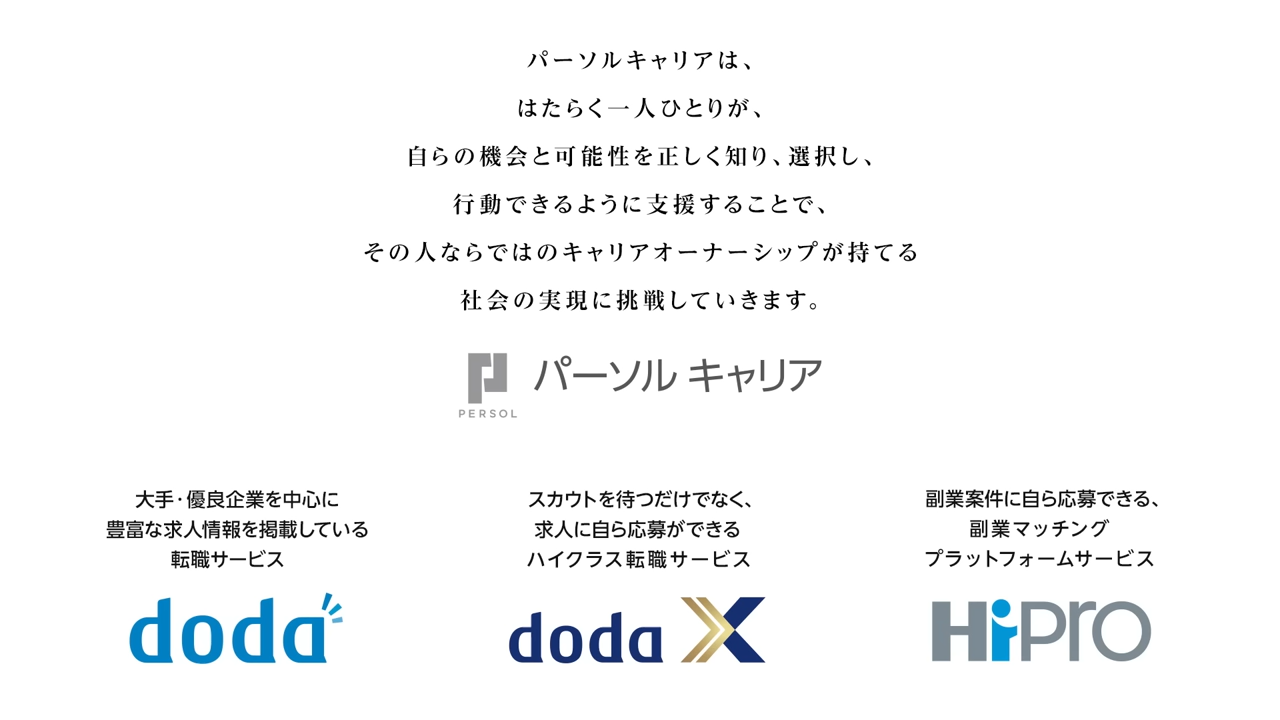 パーソルキャリアは、
はたらく一人ひとりが、
自らの機会と可能性を正しく知り、選択し、
行動できるように支援することで、
その人ならではのキャリアオーナーシップが持てる
社会の実現に挑戦していきます。
PERSOL
パーソル キャリア
大手・優良企業を中心に
豊富な求人情報を掲載している
転職サービス
doda
スカウトを待つだけでなく、
求人に自ら応募ができる
ハイクラス転職サービス
doda X
副業案件に自ら応募できる、
副業マッチング
プラットフォームサービス
HiPro